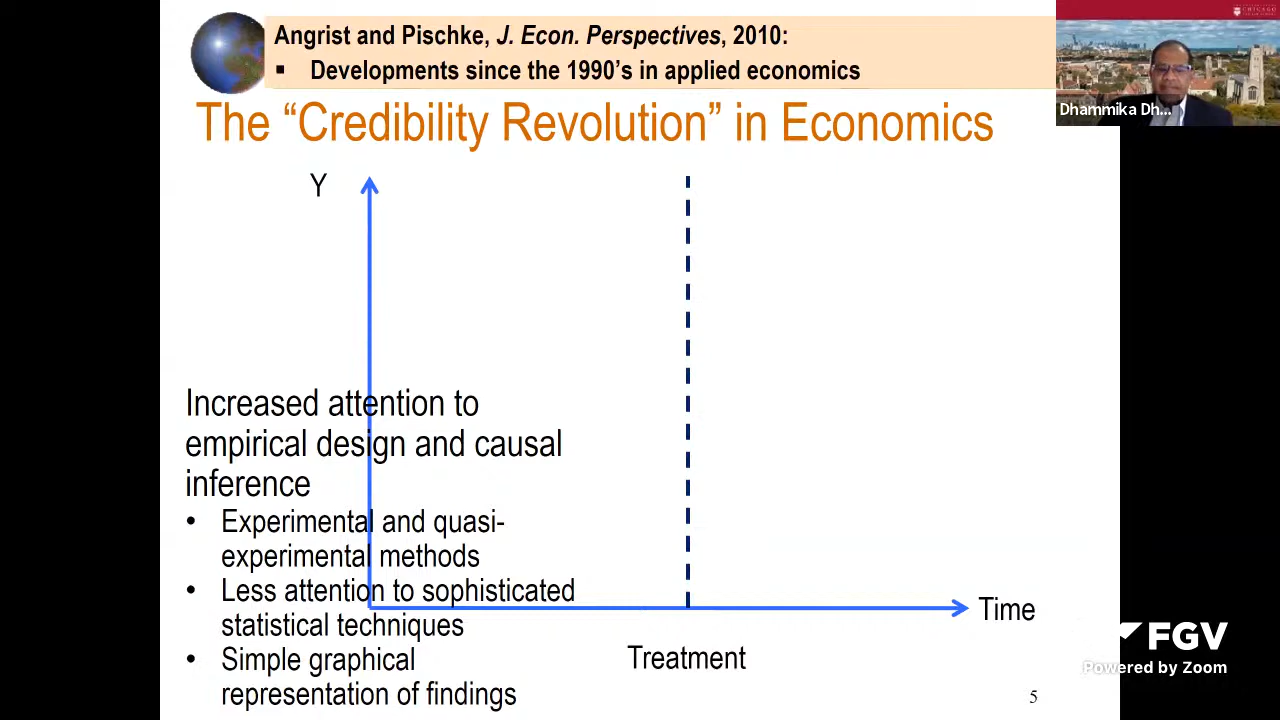 Angrist and Pischke, J. Econ. Perspectives, 2010:
▪ Developments since the 1990's in applied economics
CHICAGO
Dhammika Dh...
The “Credibility Revolution” in Economics
Y
Increased attention to
empirical design and causal
inference
• Experimental and quasi-
experimental methods
• Less attention to sophisticated
statistical techniques
• Simple graphical
representation of findings
Time
Treatment
FGV
Powered by Zoom
5